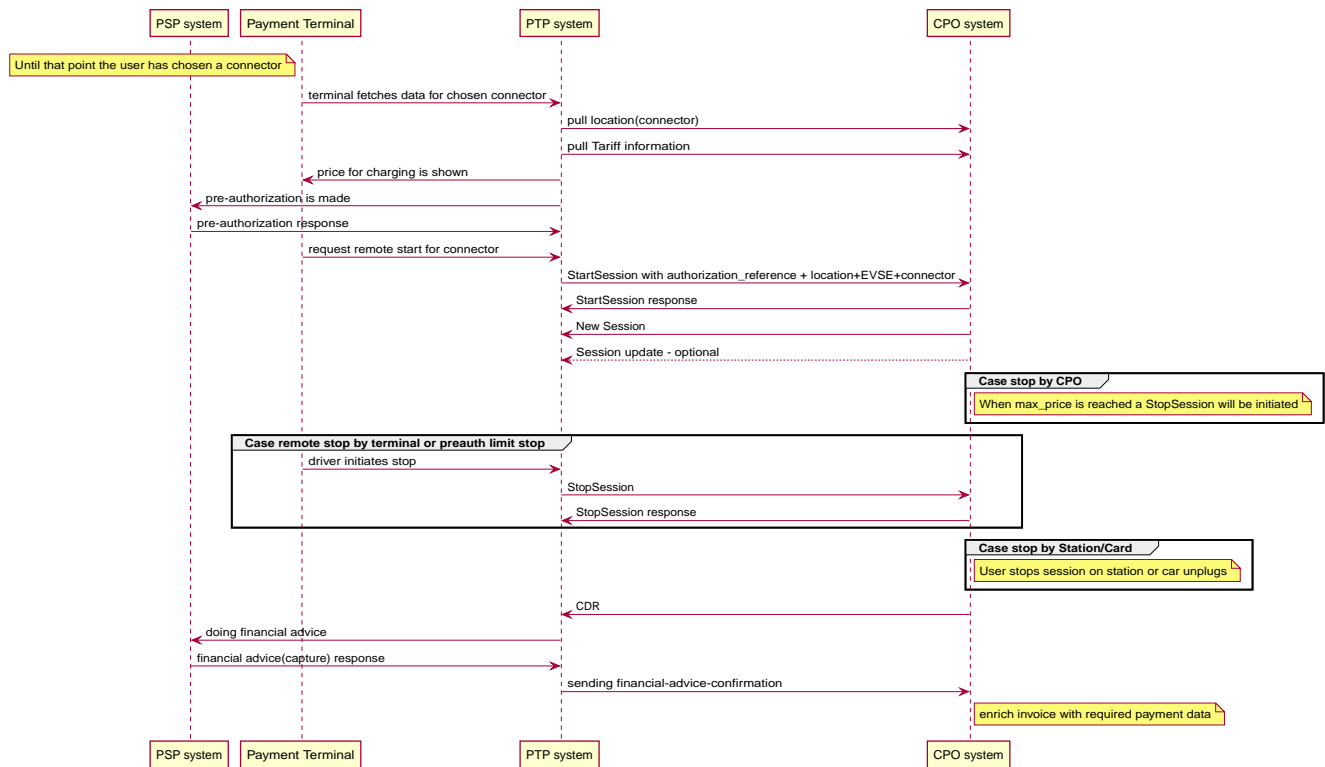 PSP system
Payment Terminal
PTP system
CPO system
Until that point the user has chosen a connector
terminal fetches data for chosen connector
pull location(connector)
pull Tariff information
price for charging is shown
pre-authorization is made
pre-authorization response
request remote start for connector
StartSession with authorization_reference + location+EVSE+connector
StartSession response
New Session
Session update - optional
Case stop by CPO
When max_price is reached a StopSession will be initiated
Case remote stop by terminal or preauth limit stop
driver initiates stop
StopSession
StopSession response
Case stop by Station/Card
User stops session on station or car unplugs
CDR
doing financial advice
financial advice(capture) response
sending financial-advice-confirmation
enrich invoice with required payment data
PSP system
Payment Terminal
PTP system
CPO system